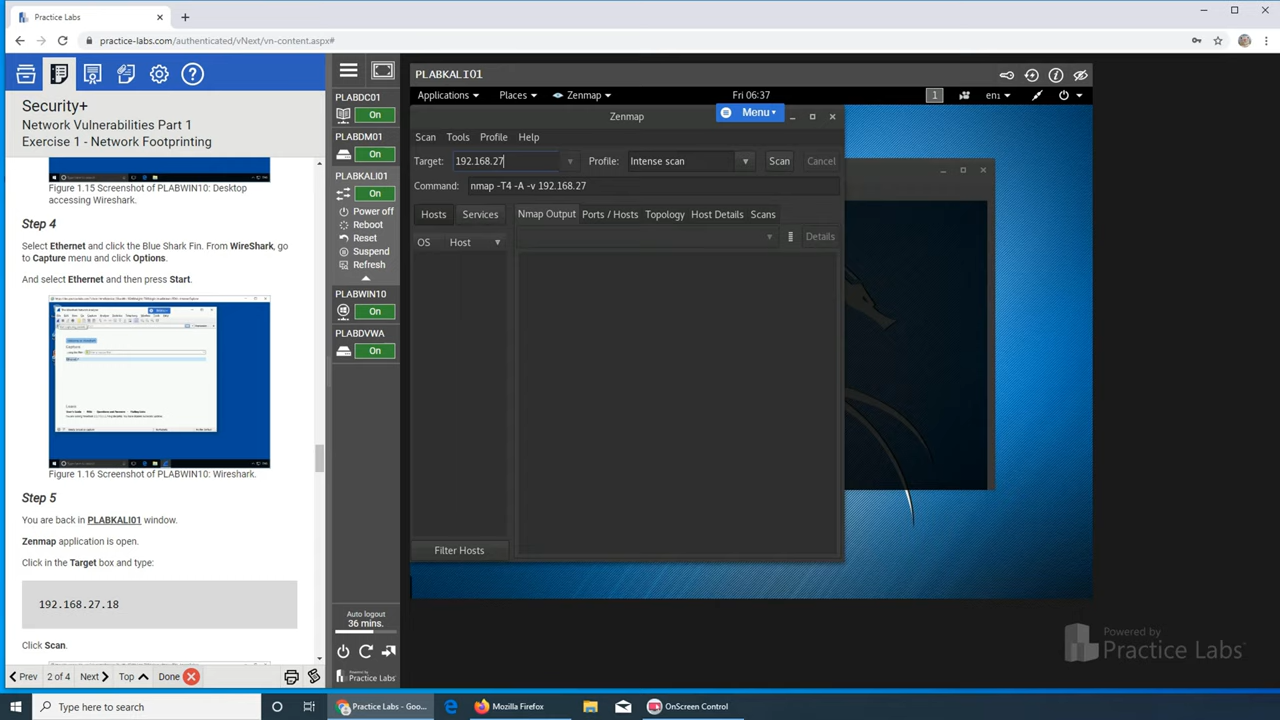 Practice Labs
practice-labs.com/authenticated/vNext/vn-content.aspx#
Security+
Network Vulnerabilities Part 1
Exercise 1 - Network Footprinting
Figure 1.15 Screenshot of PLABWIN10: Desktop
accessing Wireshark.
Step 4
Select Ethernet and click the Blue Shark Fin. From WireShark, go
to Capture menu and click Options.
And select Ethernet and then press Start.
Figure 1.16 Screenshot of PLABWIN10: Wireshark.
Step 5
You are back in PLABKALI01 window.
Zenmap application is open.
Click in the Target box and type:
192.168.27.18
Click Scan.
Prev 2 of 4 Next Top Done
PLABDC01
On
PLABDM01
On
PLABKALI01
On
Power off
Reboot
Reset
Suspend
Refresh
PLABWIN10
On
PLABDVWA
On
Auto logout
36 mins.
Powered by
Practice Labs
PLABKALI01
Applications Places Zenmap Fri 06:37 1 en1
Zenmap
Menu
Scan Tools Profile Help
Target: 192.168.27 Profile: Intense scan Scan Cancel
Command: nmap -T4 -A -v 192.168.27
Hosts Services Nmap Output Ports / Hosts Topology Host Details Scans
OS Host Details
Filter Hosts
Powered by
Practice Labs
Type here to search
Practice Labs - Goo...
Mozilla Firefox
OnScreen Control